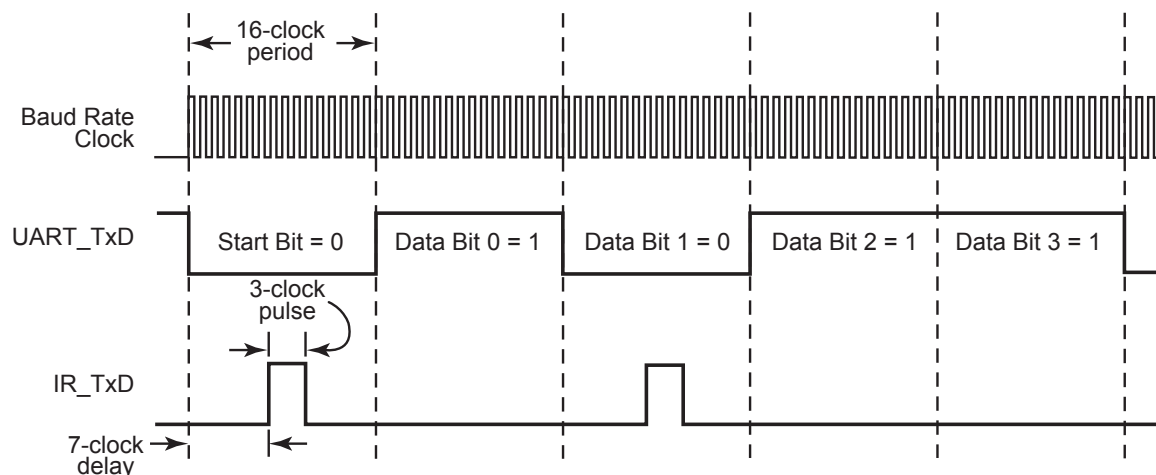 16-clock
period
Baud Rate
Clock
UART_TxD
Start Bit = 0
Data Bit 0 = 1
Data Bit 1 = 0
Data Bit 2 = 1
Data Bit 3 = 1
3-clock
pulse
IR_TxD
7-clock
delay